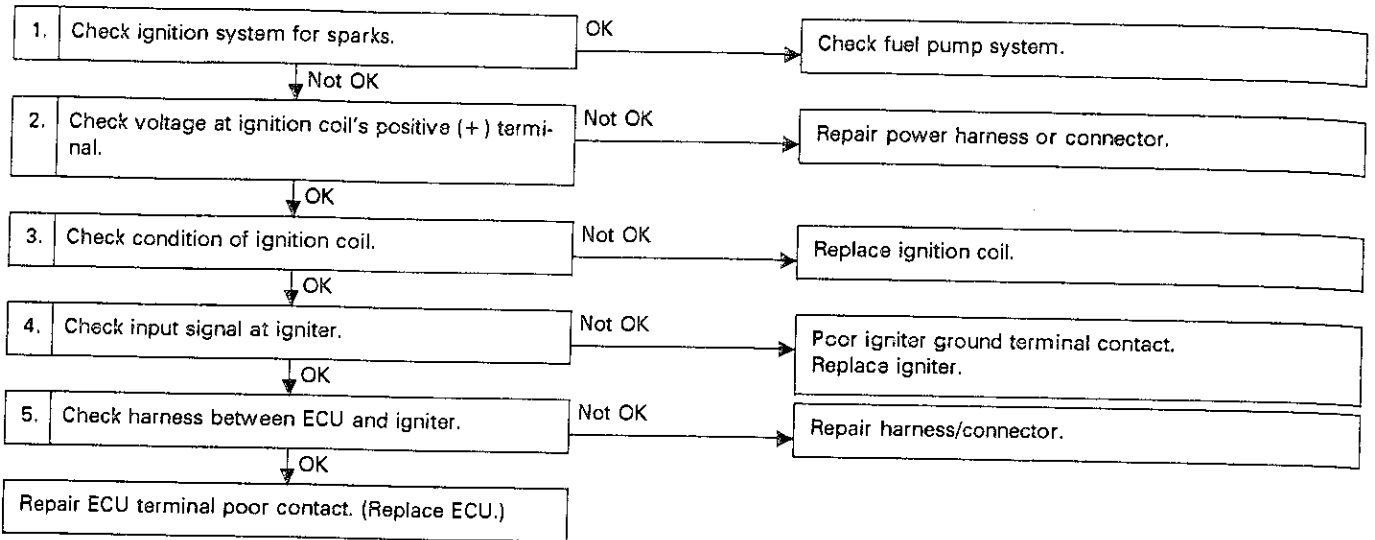 1. Check ignition system for sparks.
OK
Check fuel pump system.
Not OK
2. Check voltage at ignition coil's positive (+) termi-
nal.
Not OK
Repair power harness or connector.
OK
3. Check condition of ignition coil.
Not OK
Replace ignition coil.
OK
4. Check input signal at igniter.
Not OK
Poor igniter ground terminal contact.
Replace igniter.
OK
5. Check harness between ECU and igniter.
Not OK
Repair harness/connector.
OK
Repair ECU terminal poor contact. (Replace ECU.)